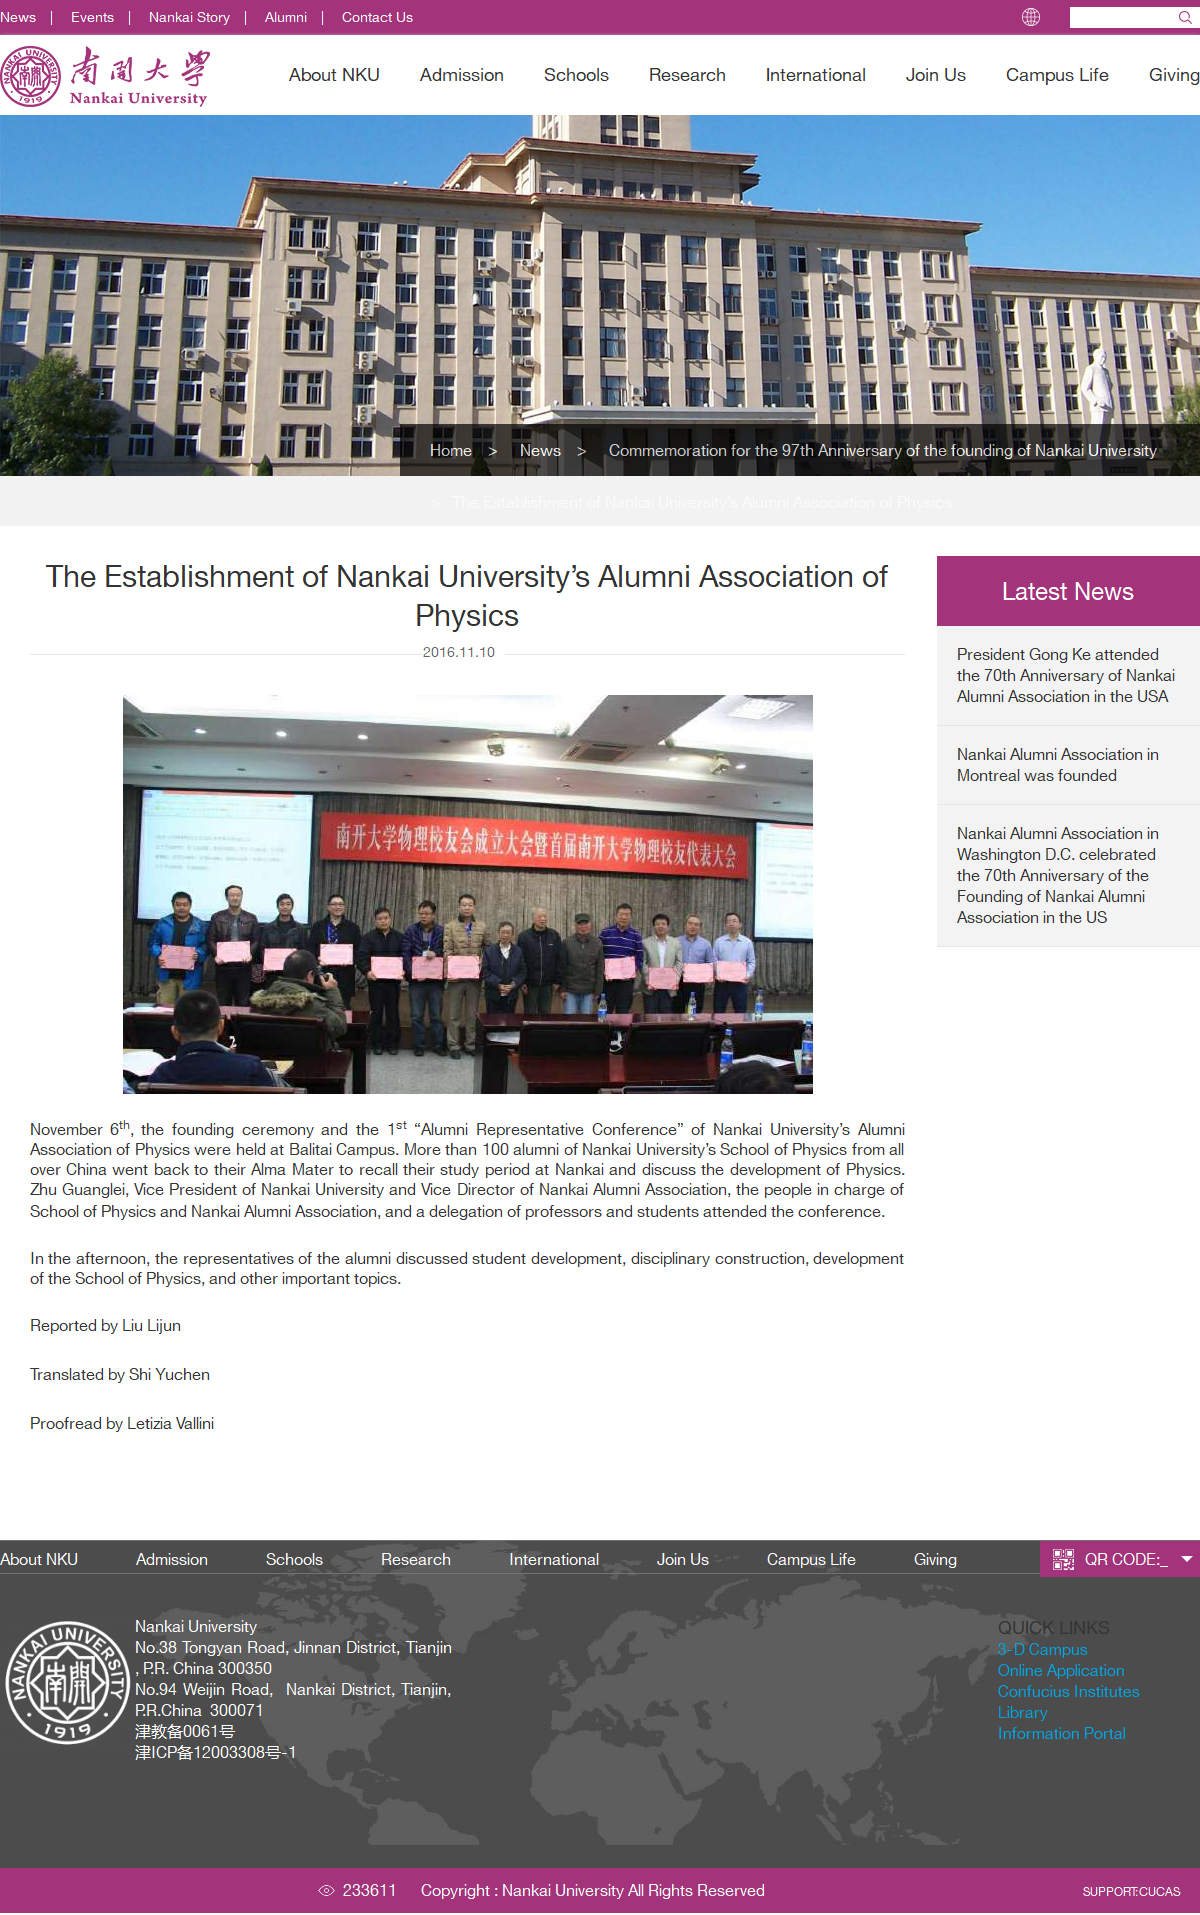 News | Events | Nankai Story | Alumni | Contact Us
NANKAI UNIVERSITY
1919
南開大學
Nankai University
About NKU Admission Schools Research International Join Us Campus Life Giving
Home > News > Commemoration for the 97th Anniversary of the founding of Nankai University
> The Establishment of Nankai University's Alumni Association of Physics
The Establishment of Nankai University’s Alumni Association of
Physics
2016.11.10
南开大学物理校友会成立大会暨首届南开大学物理校友代表大会
November 6th, the founding ceremony and the 1st “Alumni Representative Conference” of Nankai University’s Alumni
Association of Physics were held at Balitai Campus. More than 100 alumni of Nankai University’s School of Physics from all
over China went back to their Alma Mater to recall their study period at Nankai and discuss the development of Physics.
Zhu Guanglei, Vice President of Nankai University and Vice Director of Nankai Alumni Association, the people in charge of
School of Physics and Nankai Alumni Association, and a delegation of professors and students attended the conference.
In the afternoon, the representatives of the alumni discussed student development, disciplinary construction, development
of the School of Physics, and other important topics.
Reported by Liu Lijun
Translated by Shi Yuchen
Proofread by Letizia Vallini
Latest News
President Gong Ke attended
the 70th Anniversary of Nankai
Alumni Association in the USA
Nankai Alumni Association in
Montreal was founded
Nankai Alumni Association in
Washington D.C. celebrated
the 70th Anniversary of the
Founding of Nankai Alumni
Association in the US
About NKU Admission Schools Research International Join Us Campus Life Giving QR CODE:_
NANKAI UNIVERSITY
南開
1919
Nankai University
No.38 Tongyan Road, Jinnan District, Tianjin
, P.R. China 300350
No.94 Weijin Road, Nankai District, Tianjin,
P.R.China 300071
津教备0061号
津ICP备12003308号-1
QUICK LINKS
3-D Campus
Online Application
Confucius Institutes
Library
Information Portal
233611 Copyright : Nankai University All Rights Reserved
SUPPORT:CUCAS